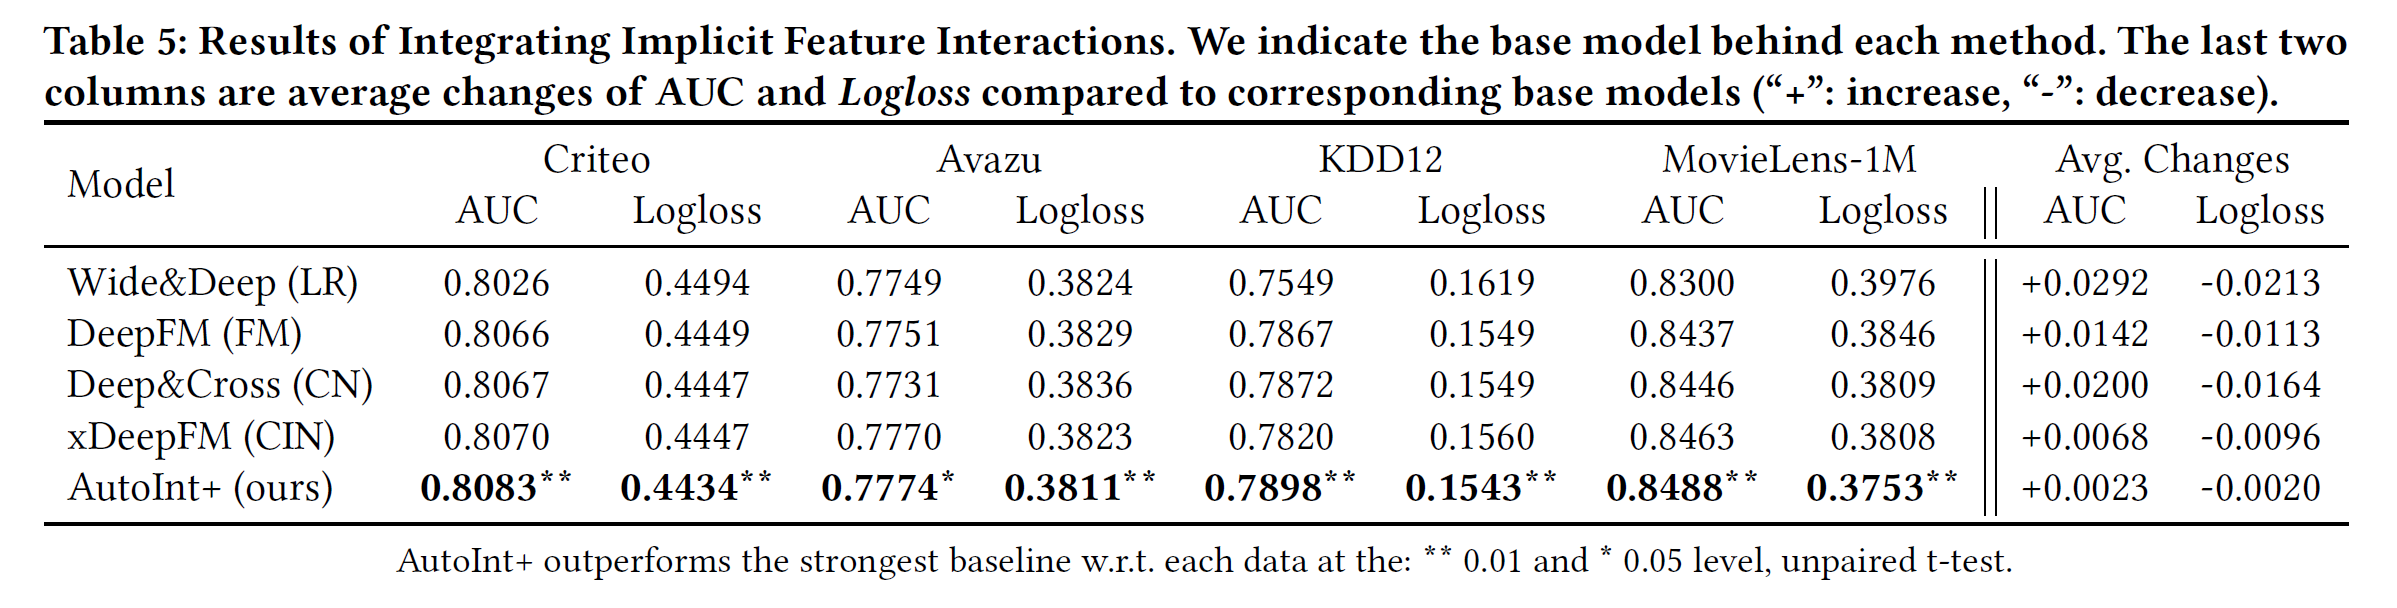 Table 5: Results of Integrating Implicit Feature Interactions. We indicate the base model behind each method. The last two
columns are average changes of AUC and Logloss compared to corresponding base models (“+”: increase, “-”: decrease).
Model Criteo Avazu KDD12 MovieLens-1M Avg. Changes
AUC Logloss AUC Logloss AUC Logloss AUC Logloss AUC Logloss
Wide&Deep (LR) 0.8026 0.4494 0.7749 0.3824 0.7549 0.1619 0.8300 0.3976 +0.0292 -0.0213
DeepFM (FM) 0.8066 0.4449 0.7751 0.3829 0.7867 0.1549 0.8437 0.3846 +0.0142 -0.0113
Deep&Cross (CN) 0.8067 0.4447 0.7731 0.3836 0.7872 0.1549 0.8446 0.3809 +0.0200 -0.0164
xDeepFM (CIN) 0.8070 0.4447 0.7770 0.3823 0.7820 0.1560 0.8463 0.3808 +0.0068 -0.0096
AutoInt+ (ours) 0.8083** 0.4434** 0.7774* 0.3811** 0.7898** 0.1543** 0.8488** 0.3753** +0.0023 -0.0020
AutoInt+ outperforms the strongest baseline w.r.t. each data at the: ** 0.01 and * 0.05 level, unpaired t-test.